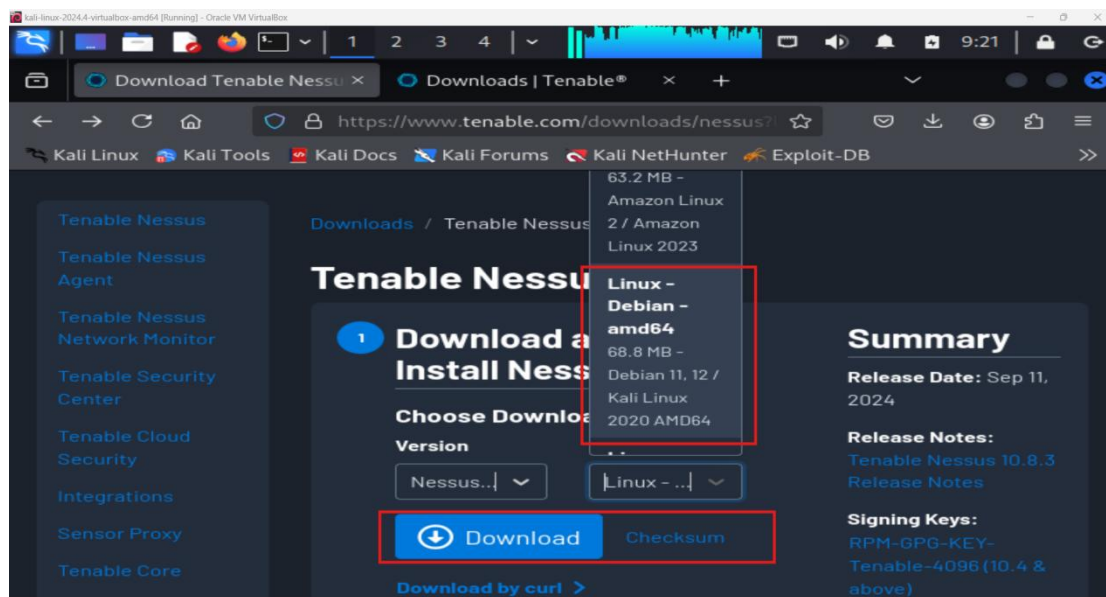 kali-linux-2024.4-virtualbox-amd64 [Running] - Oracle VM VirtualBox
1 2 3 4 9:21
Download Tenable Nessu
Downloads | Tenable®
https://www.tenable.com/downloads/nessus?
Kali Linux Kali Tools Kali Docs Kali Forums Kali NetHunter Exploit-DB
Tenable Nessus
Tenable Nessus
Agent
Tenable Nessus
Network Monitor
Tenable Security
Center
Tenable Cloud
Security
Integrations
Sensor Proxy
Tenable Core
Downloads / Tenable Nessus
Tenable Nessu
1
Download a
Install Ness
Choose Downloa
Version
Nessus...
63.2 MB -
Amazon Linux
2 / Amazon
Linux 2023
Linux -
Debian -
amd64
68.8 MB -
Debian 11, 12 /
Kali Linux
2020 AMD64
Linux - ...
Download
Checksum
Download by curl
Summary
Release Date: Sep 11,
2024
Release Notes:
Tenable Nessus 10.8.3
Release Notes
Signing Keys:
RPM-GPG-KEY-
Tenable-4096 (10.4 &
above)